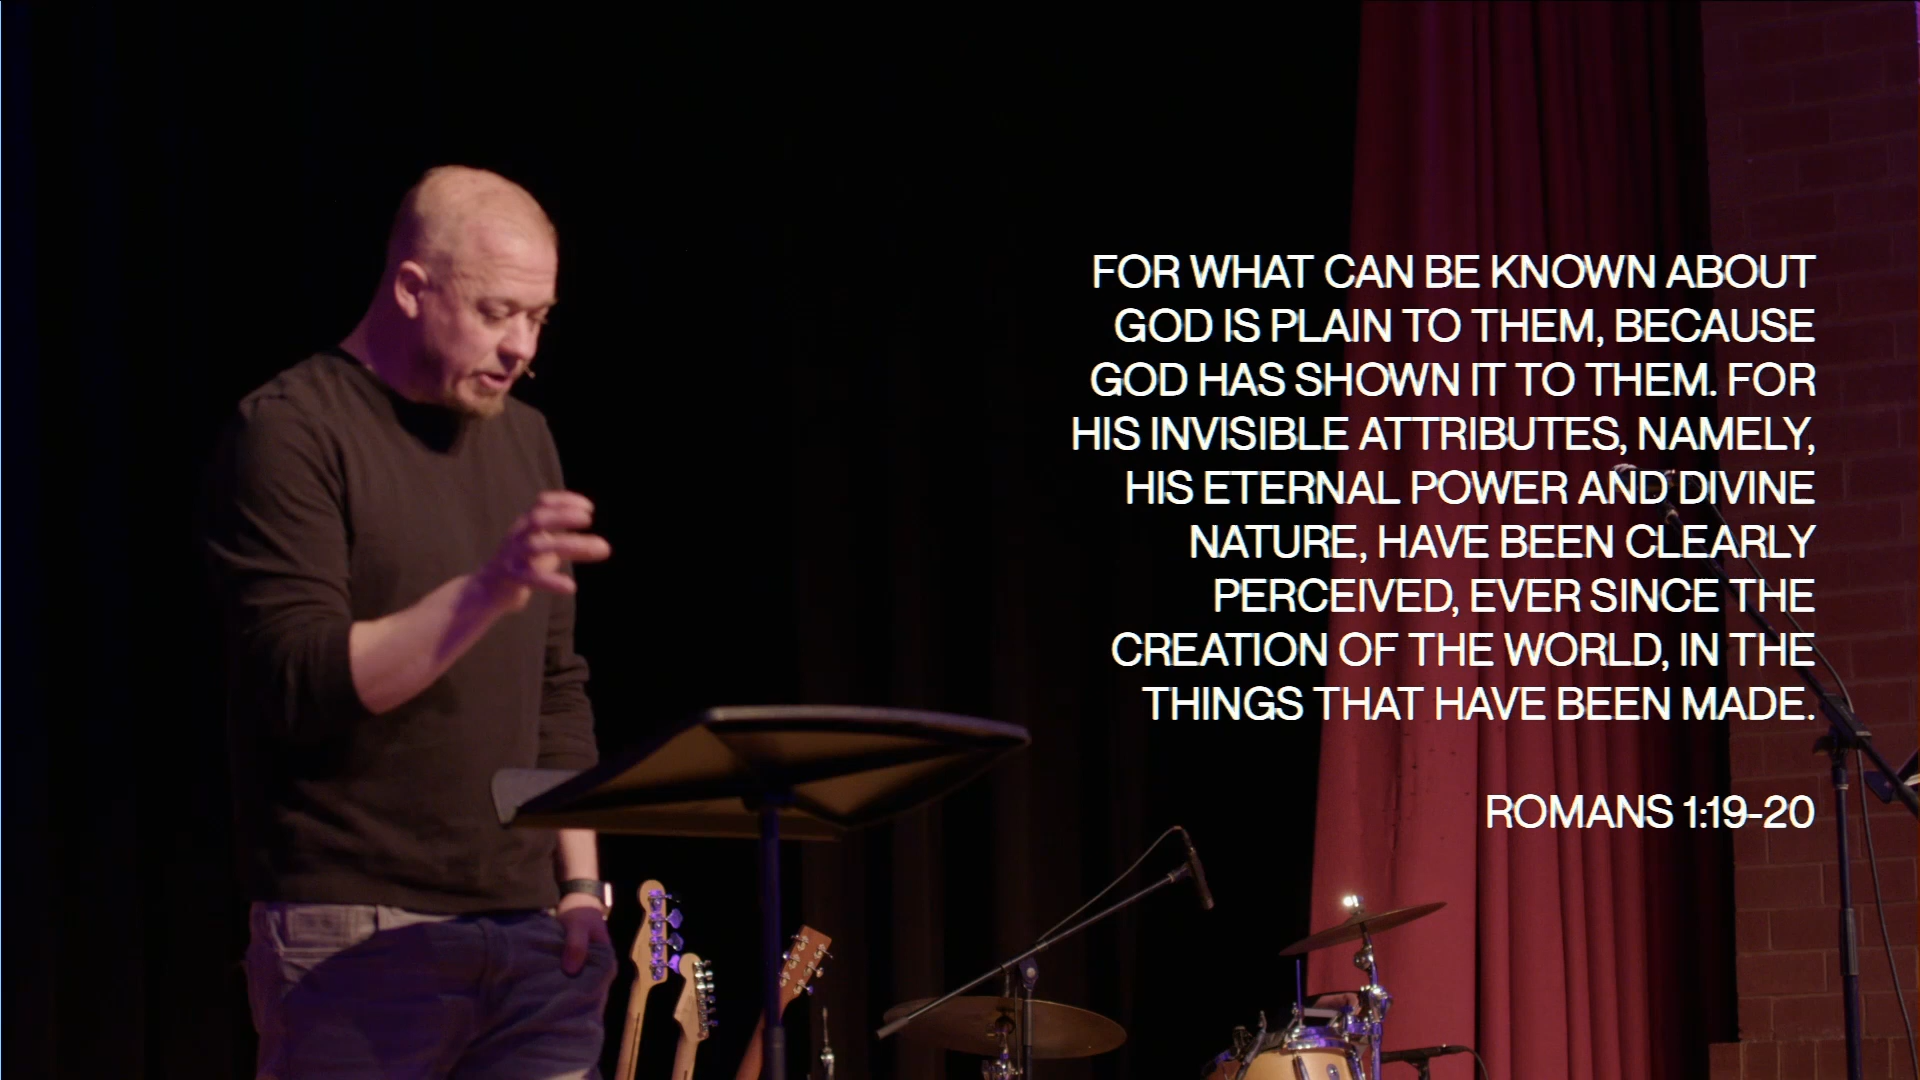 FOR WHAT CAN BE KNOWN ABOUT
GOD IS PLAIN TO THEM, BECAUSE
GOD HAS SHOWN IT TO THEM. FOR
HIS INVISIBLE ATTRIBUTES, NAMELY,
HIS ETERNAL POWER AND DIVINE
NATURE, HAVE BEEN CLEARLY
PERCEIVED, EVER SINCE THE
CREATION OF THE WORLD, IN THE
THINGS THAT HAVE BEEN MADE.
ROMANS 1:19-20